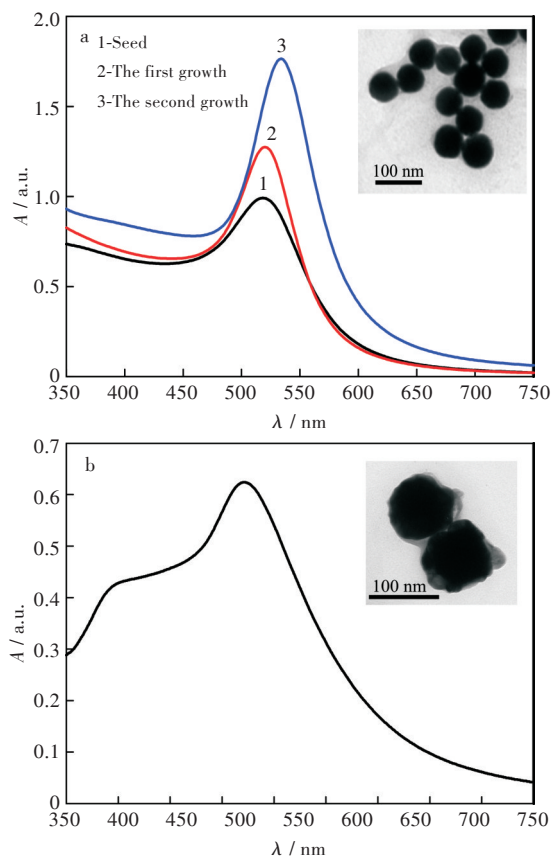 a
1-Seed
2-The first growth
3-The second growth
3
2
1
100 nm
2.0
1.5
1.0
0.5
0
A / a.u.
350 400 450 500 550 600 650 700 750
λ / nm
b
100 nm
0.7
0.6
0.5
0.4
0.3
0.2
0.1
0
A / a.u.
350 400 450 500 550 600 650 700 750
λ / nm